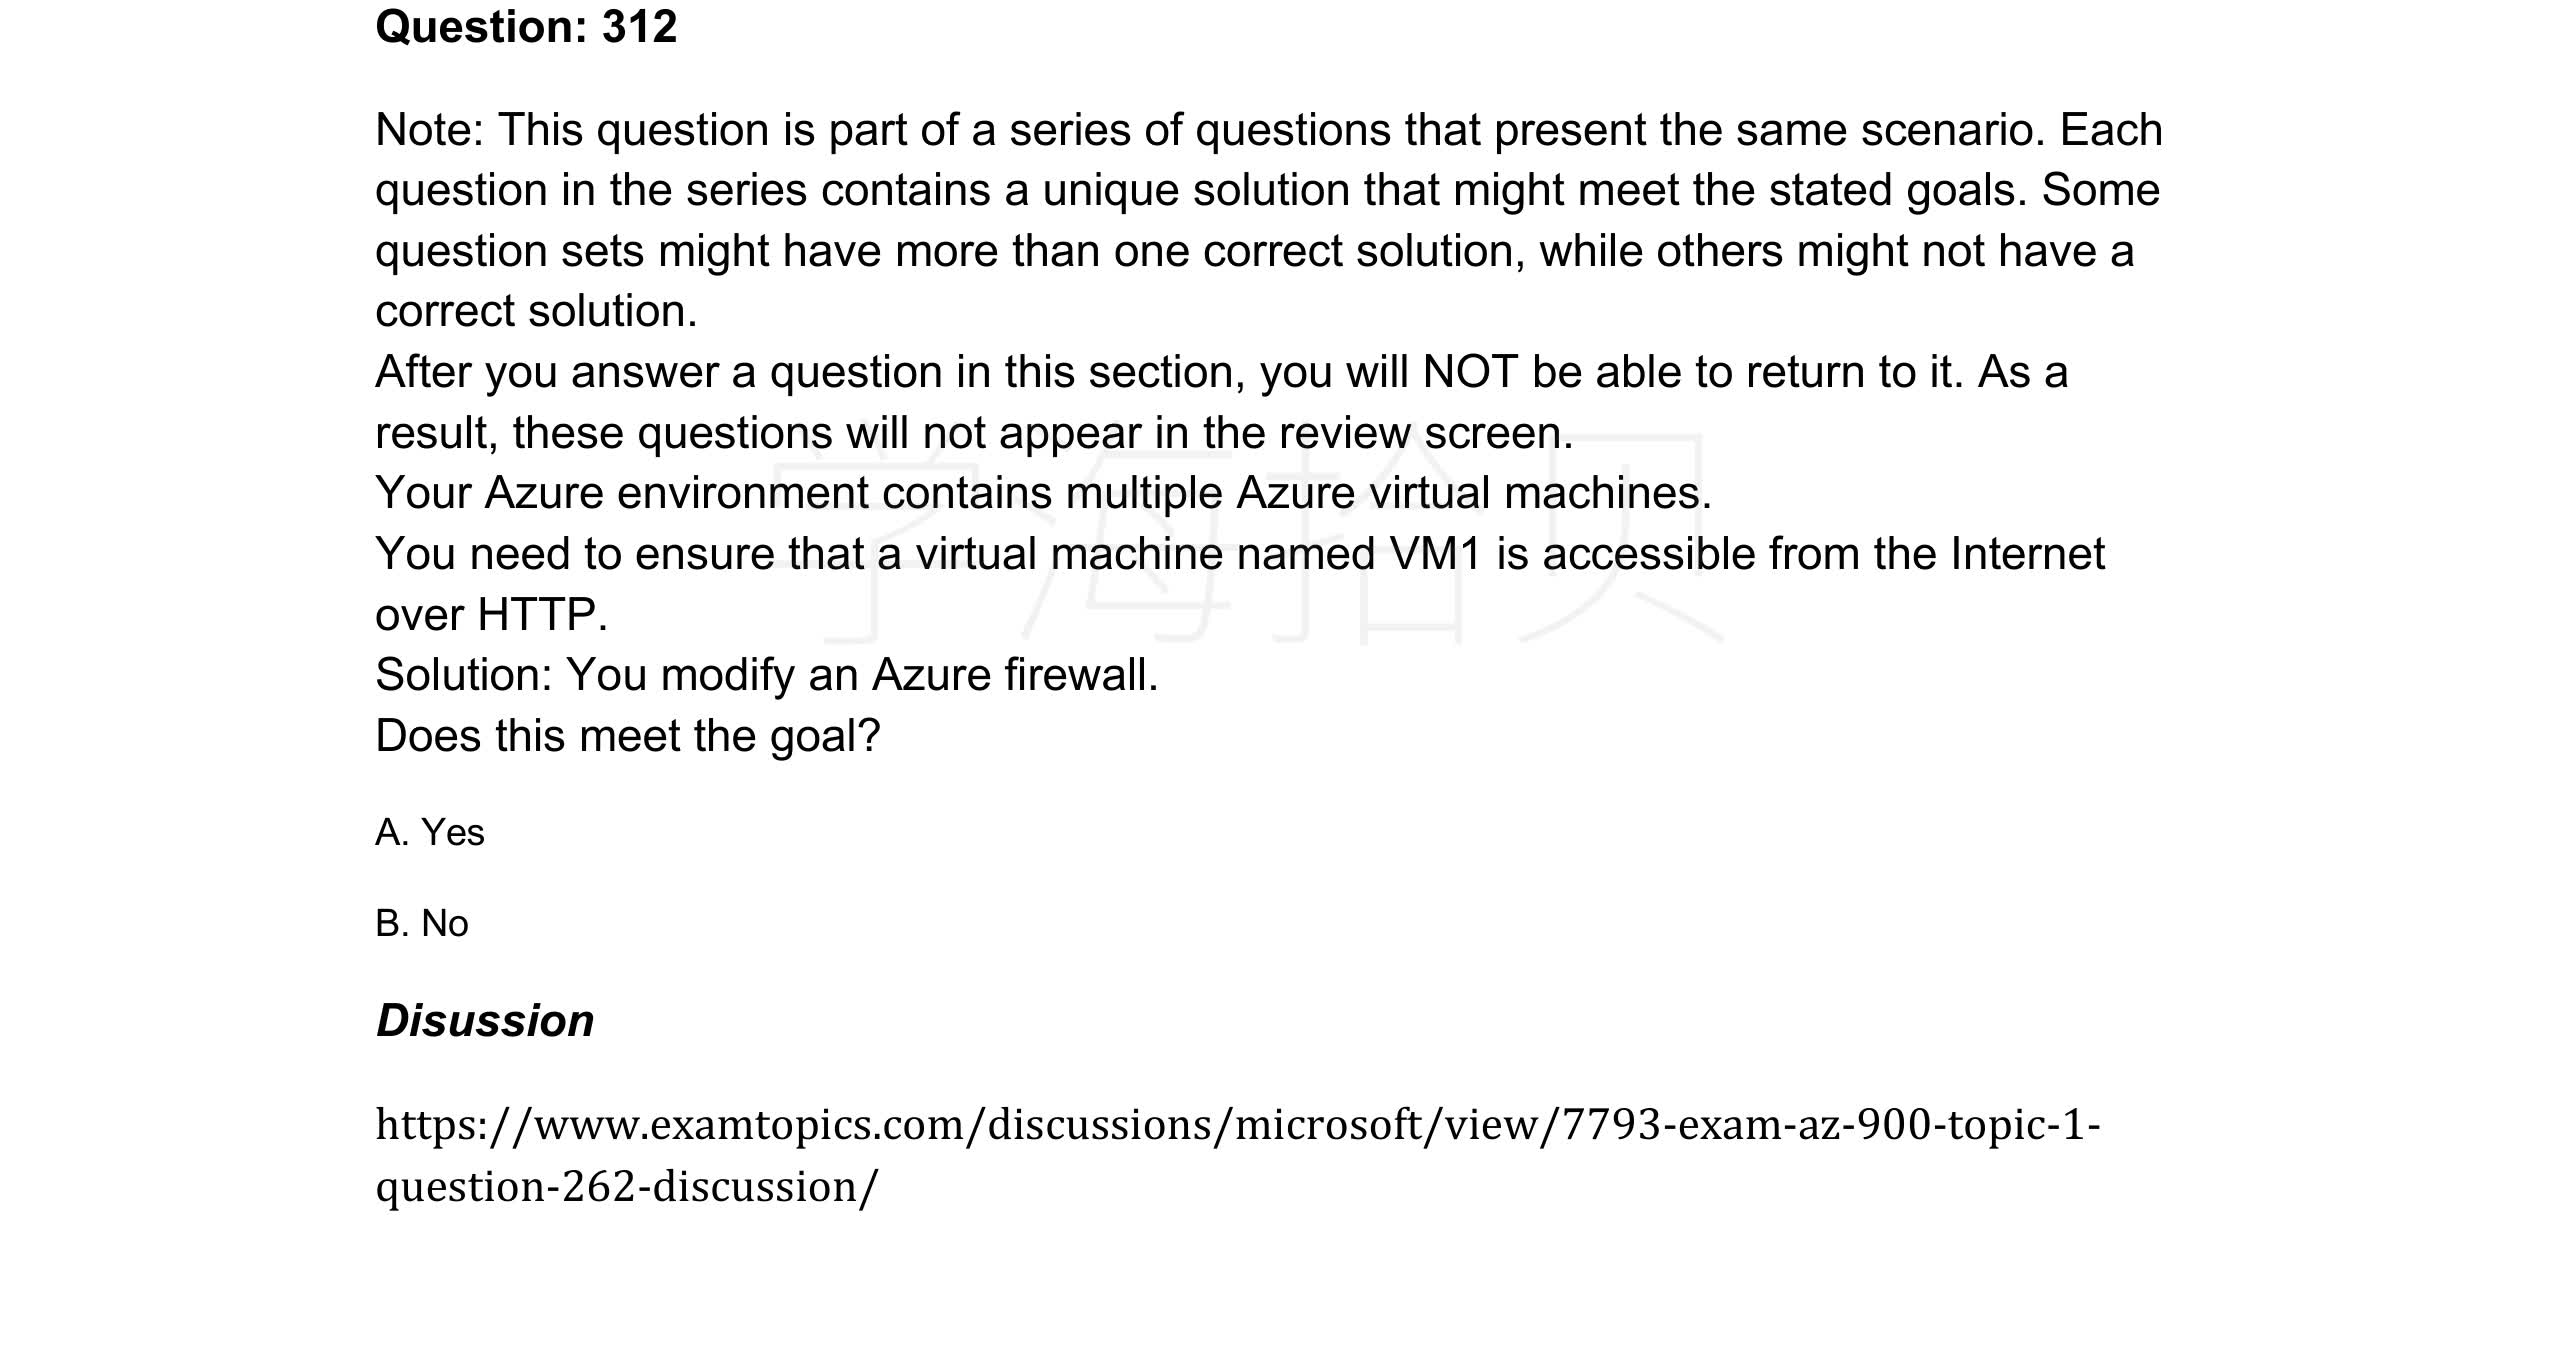 Question: 312
Note: This question is part of a series of questions that present the same scenario. Each
question in the series contains a unique solution that might meet the stated goals. Some
question sets might have more than one correct solution, while others might not have a
correct solution.
After you answer a question in this section, you will NOT be able to return to it. As a
result, these questions will not appear in the review screen.
Your Azure environment contains multiple Azure virtual machines.
You need to ensure that a virtual machine named VM1 is accessible from the Internet
over HTTP.
Solution: You modify an Azure firewall.
Does this meet the goal?
A. Yes
B. No
Disussion
https://www.examtopics.com/discussions/microsoft/view/7793-exam-az-900-topic-1-
question-262-discussion/
学海拾贝